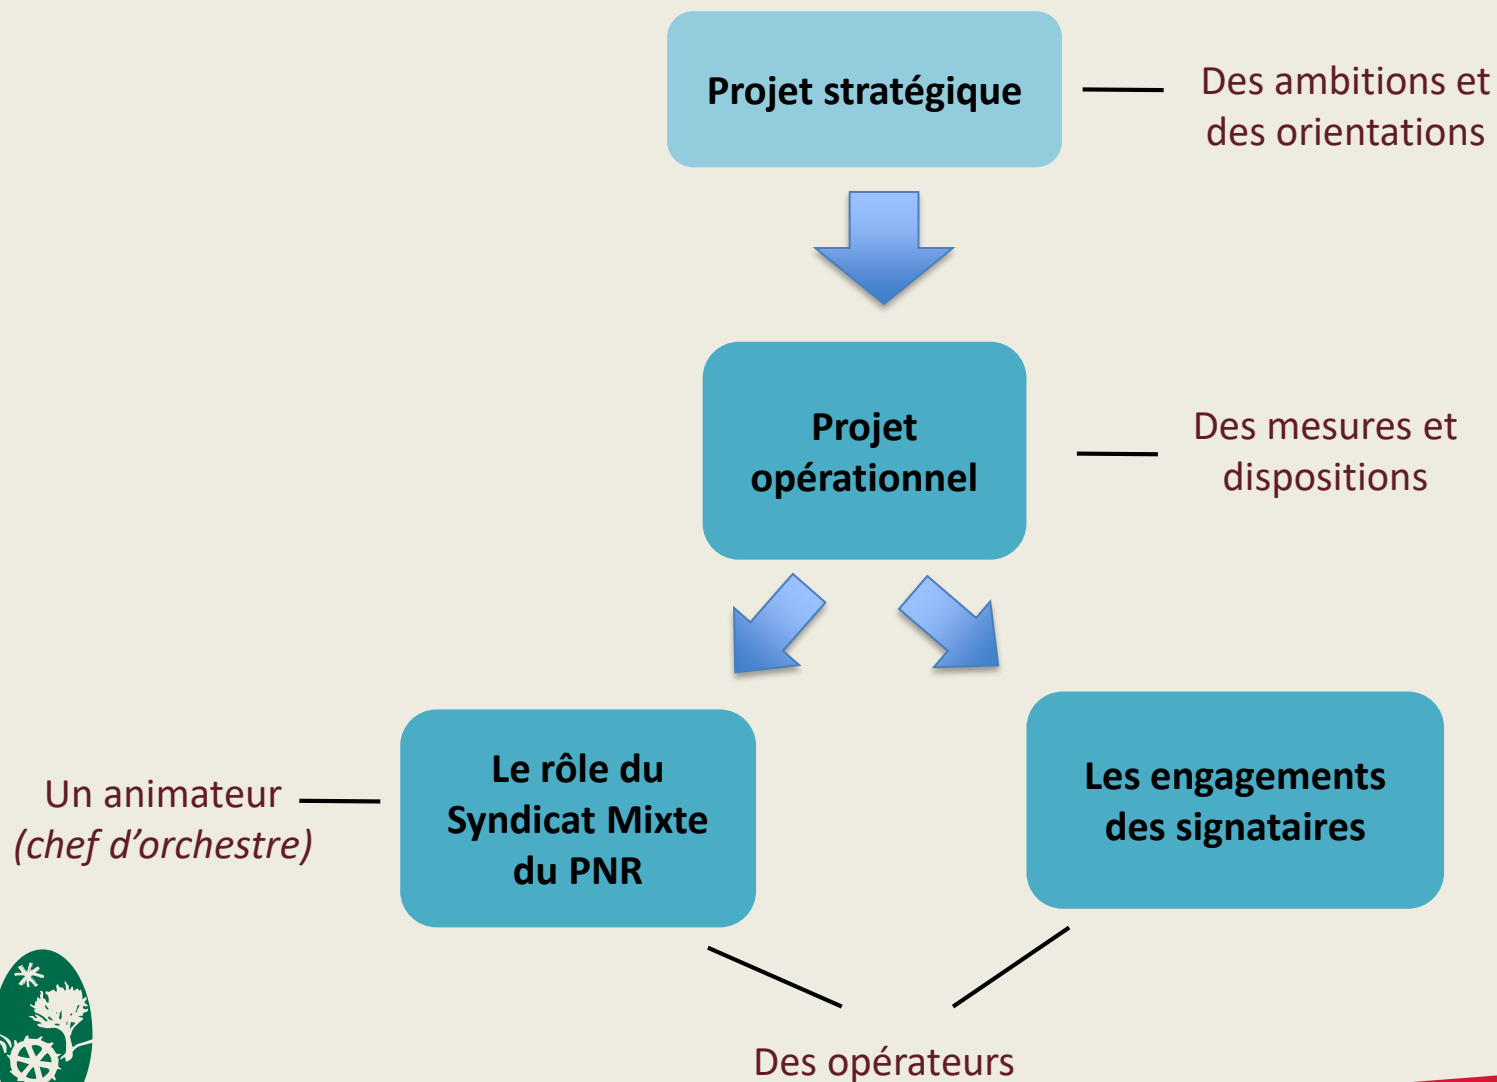 Projet stratégique
Des ambitions et
des orientations
Projet
opérationnel
Des mesures et
dispositions
Le rôle du
Syndicat Mixte
du PNR
Un animateur
(chef d’orchestre)
Les engagements
des signataires
Des opérateurs